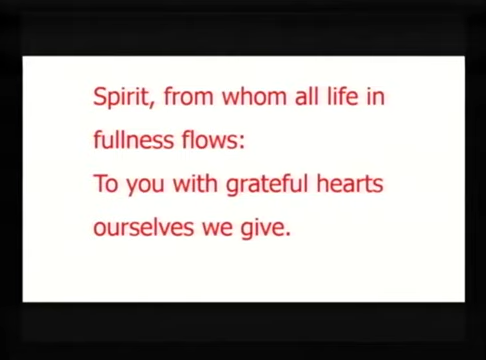 Spirit, from whom all life in
fullness flows:
To you with grateful hearts
ourselves we give.